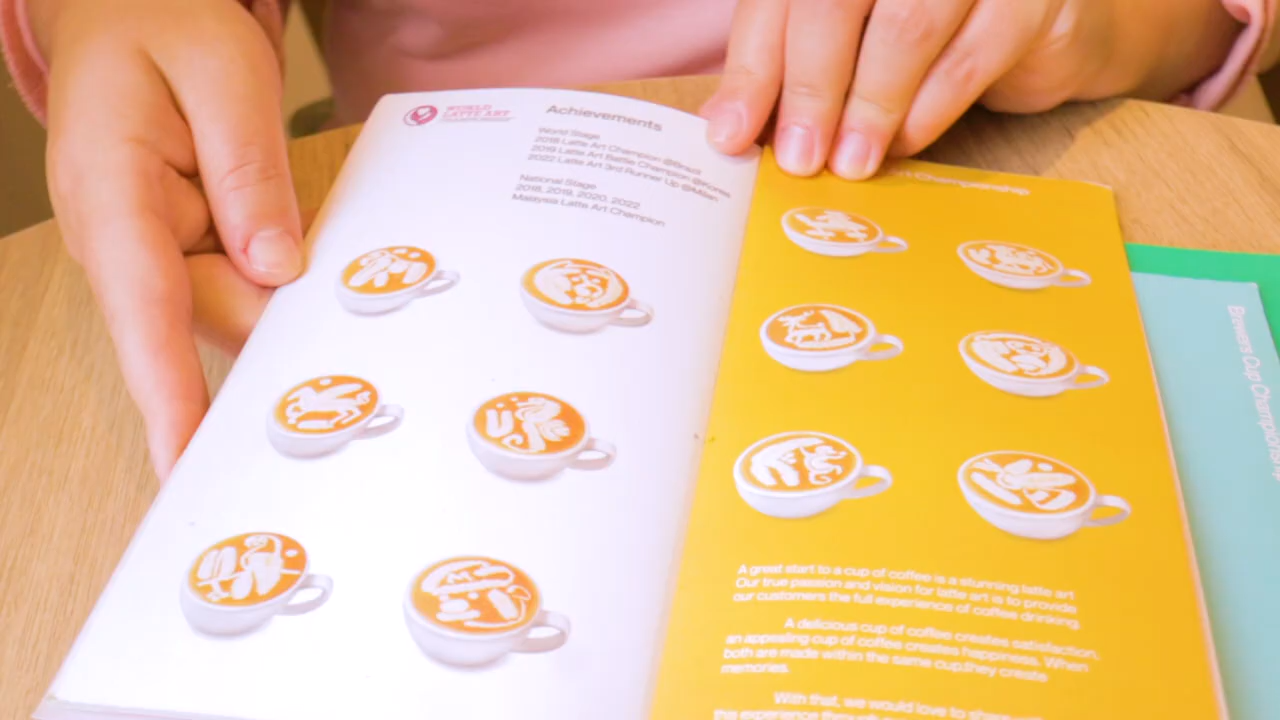 WORLD
LATTE ART
Achievements
World Stage
2018 Latte Art Champion @Brazil
2019 Latte Art Battle Champion @Korea
2022 Latte Art 3rd Runner Up @Milan
National Stage
2018, 2019, 2020, 2022
Malaysia Latte Art Champion
Art Championship
A great start to a cup of coffee is a stunning latte art
Our true passion and vision for latte art is to provide
our customers the full experience of coffee drinking.
A delicious cup of coffee creates satisfaction,
an appealing cup of coffee creates happiness. When
both are made within the same cup,they create
memories.
With that, we would love to share
this experience through
Brewers Cup Championship